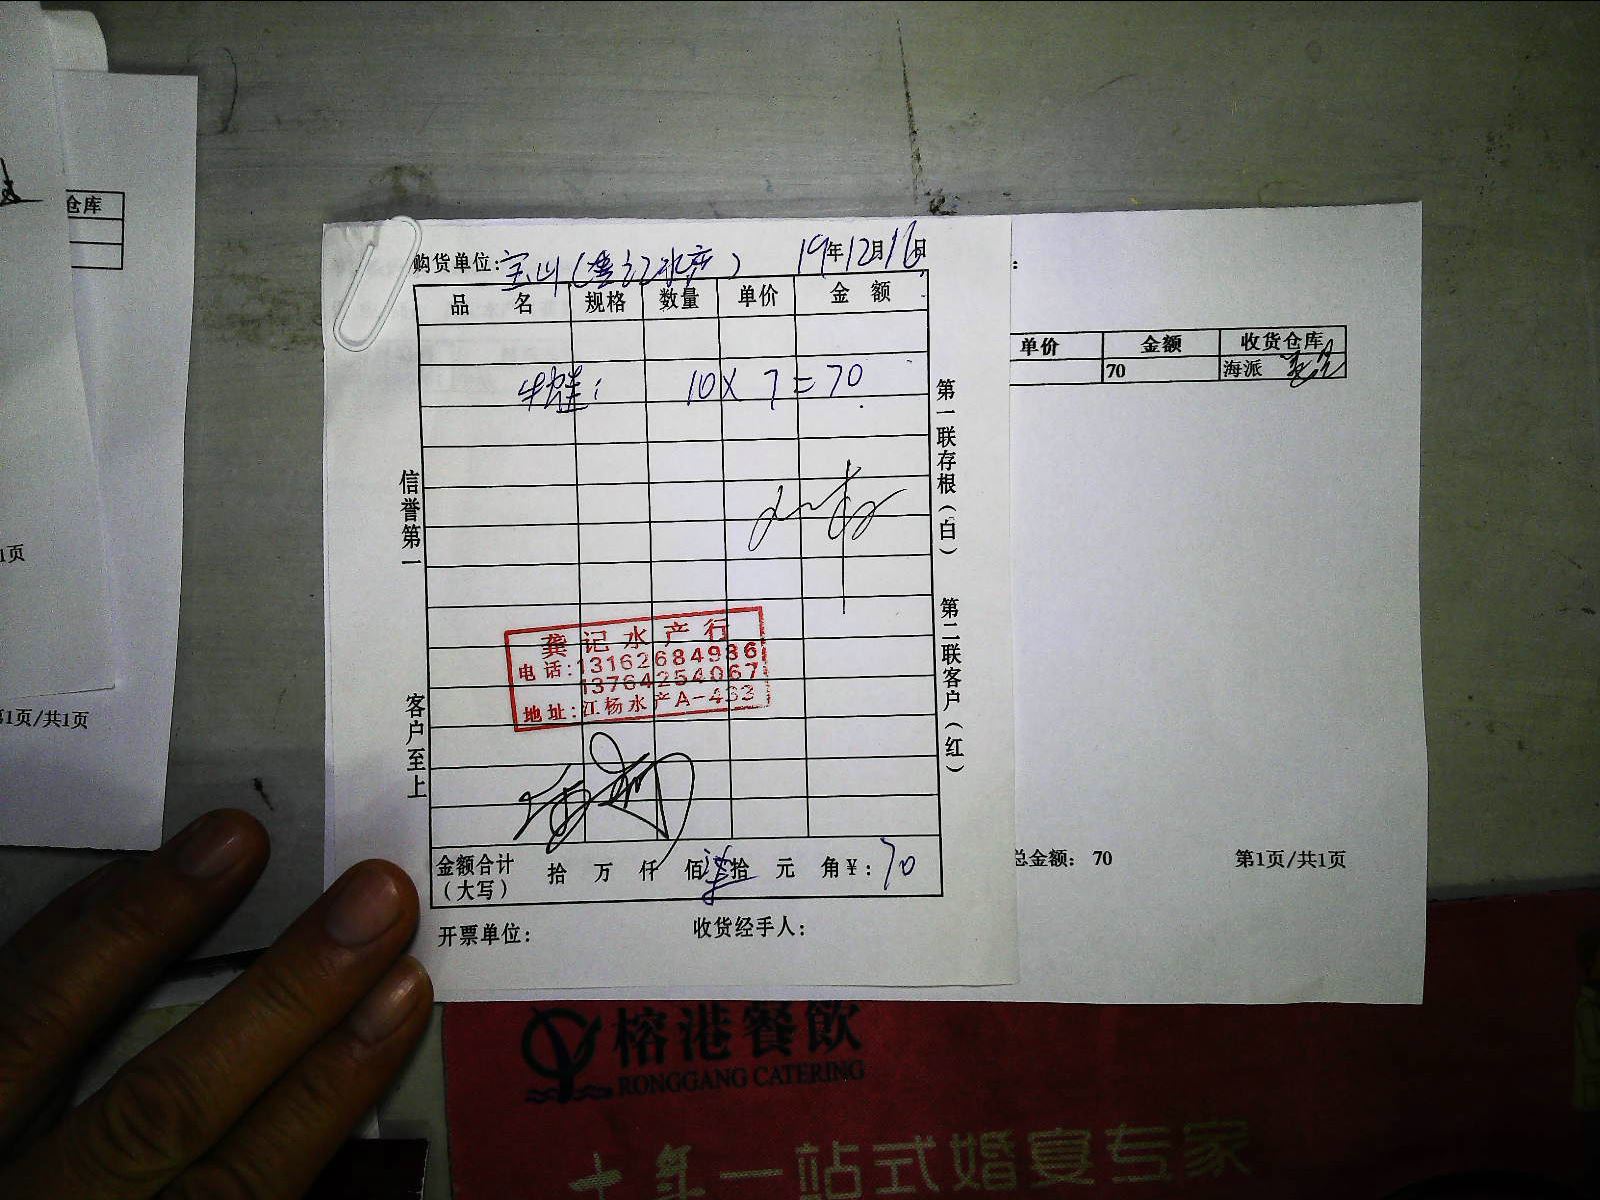 仓库
1页
第1页/共1页
购货单位:宝山(龚记水产) 19年12月16日
品名 规格 数量 单价 金额
牛蛙: 10X 7=70
信誉第一
客户至上
第一联存根(白)
第二联客户(红)
龚记水产行
电话:13162684936
13764254067
地址:江杨水产A-433
金额合计(大写) 拾 万 仟 佰 柒拾 元 角¥:70
开票单位: 收货经手人:
:
单价 金额 收货仓库
70 海派
总金额: 70 第1页/共1页
榕港餐飲
RONGGANG CATERING
十年一站式婚宴专家